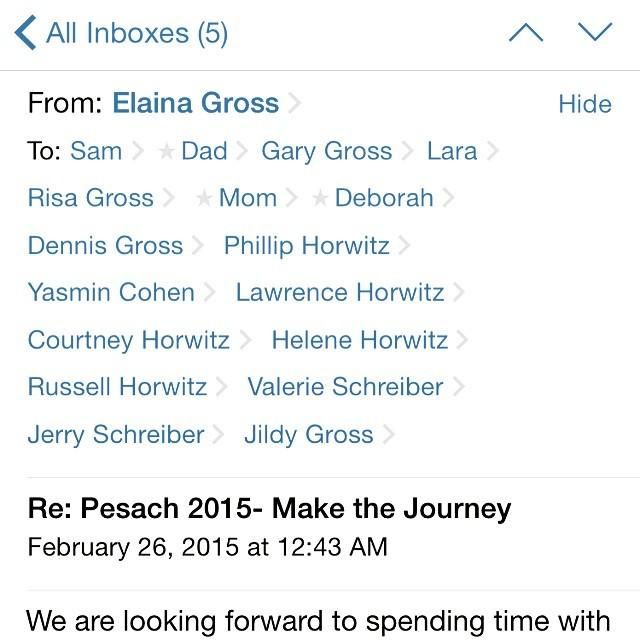 All Inboxes (5)
From: Elaina Gross Hide
To: Sam Dad Gary Gross Lara
Risa Gross Mom Deborah
Dennis Gross Phillip Horwitz
Yasmin Cohen Lawrence Horwitz
Courtney Horwitz Helene Horwitz
Russell Horwitz Valerie Schreiber
Jerry Schreiber Jildy Gross
Re: Pesach 2015- Make the Journey
February 26, 2015 at 12:43 AM
We are looking forward to spending time with